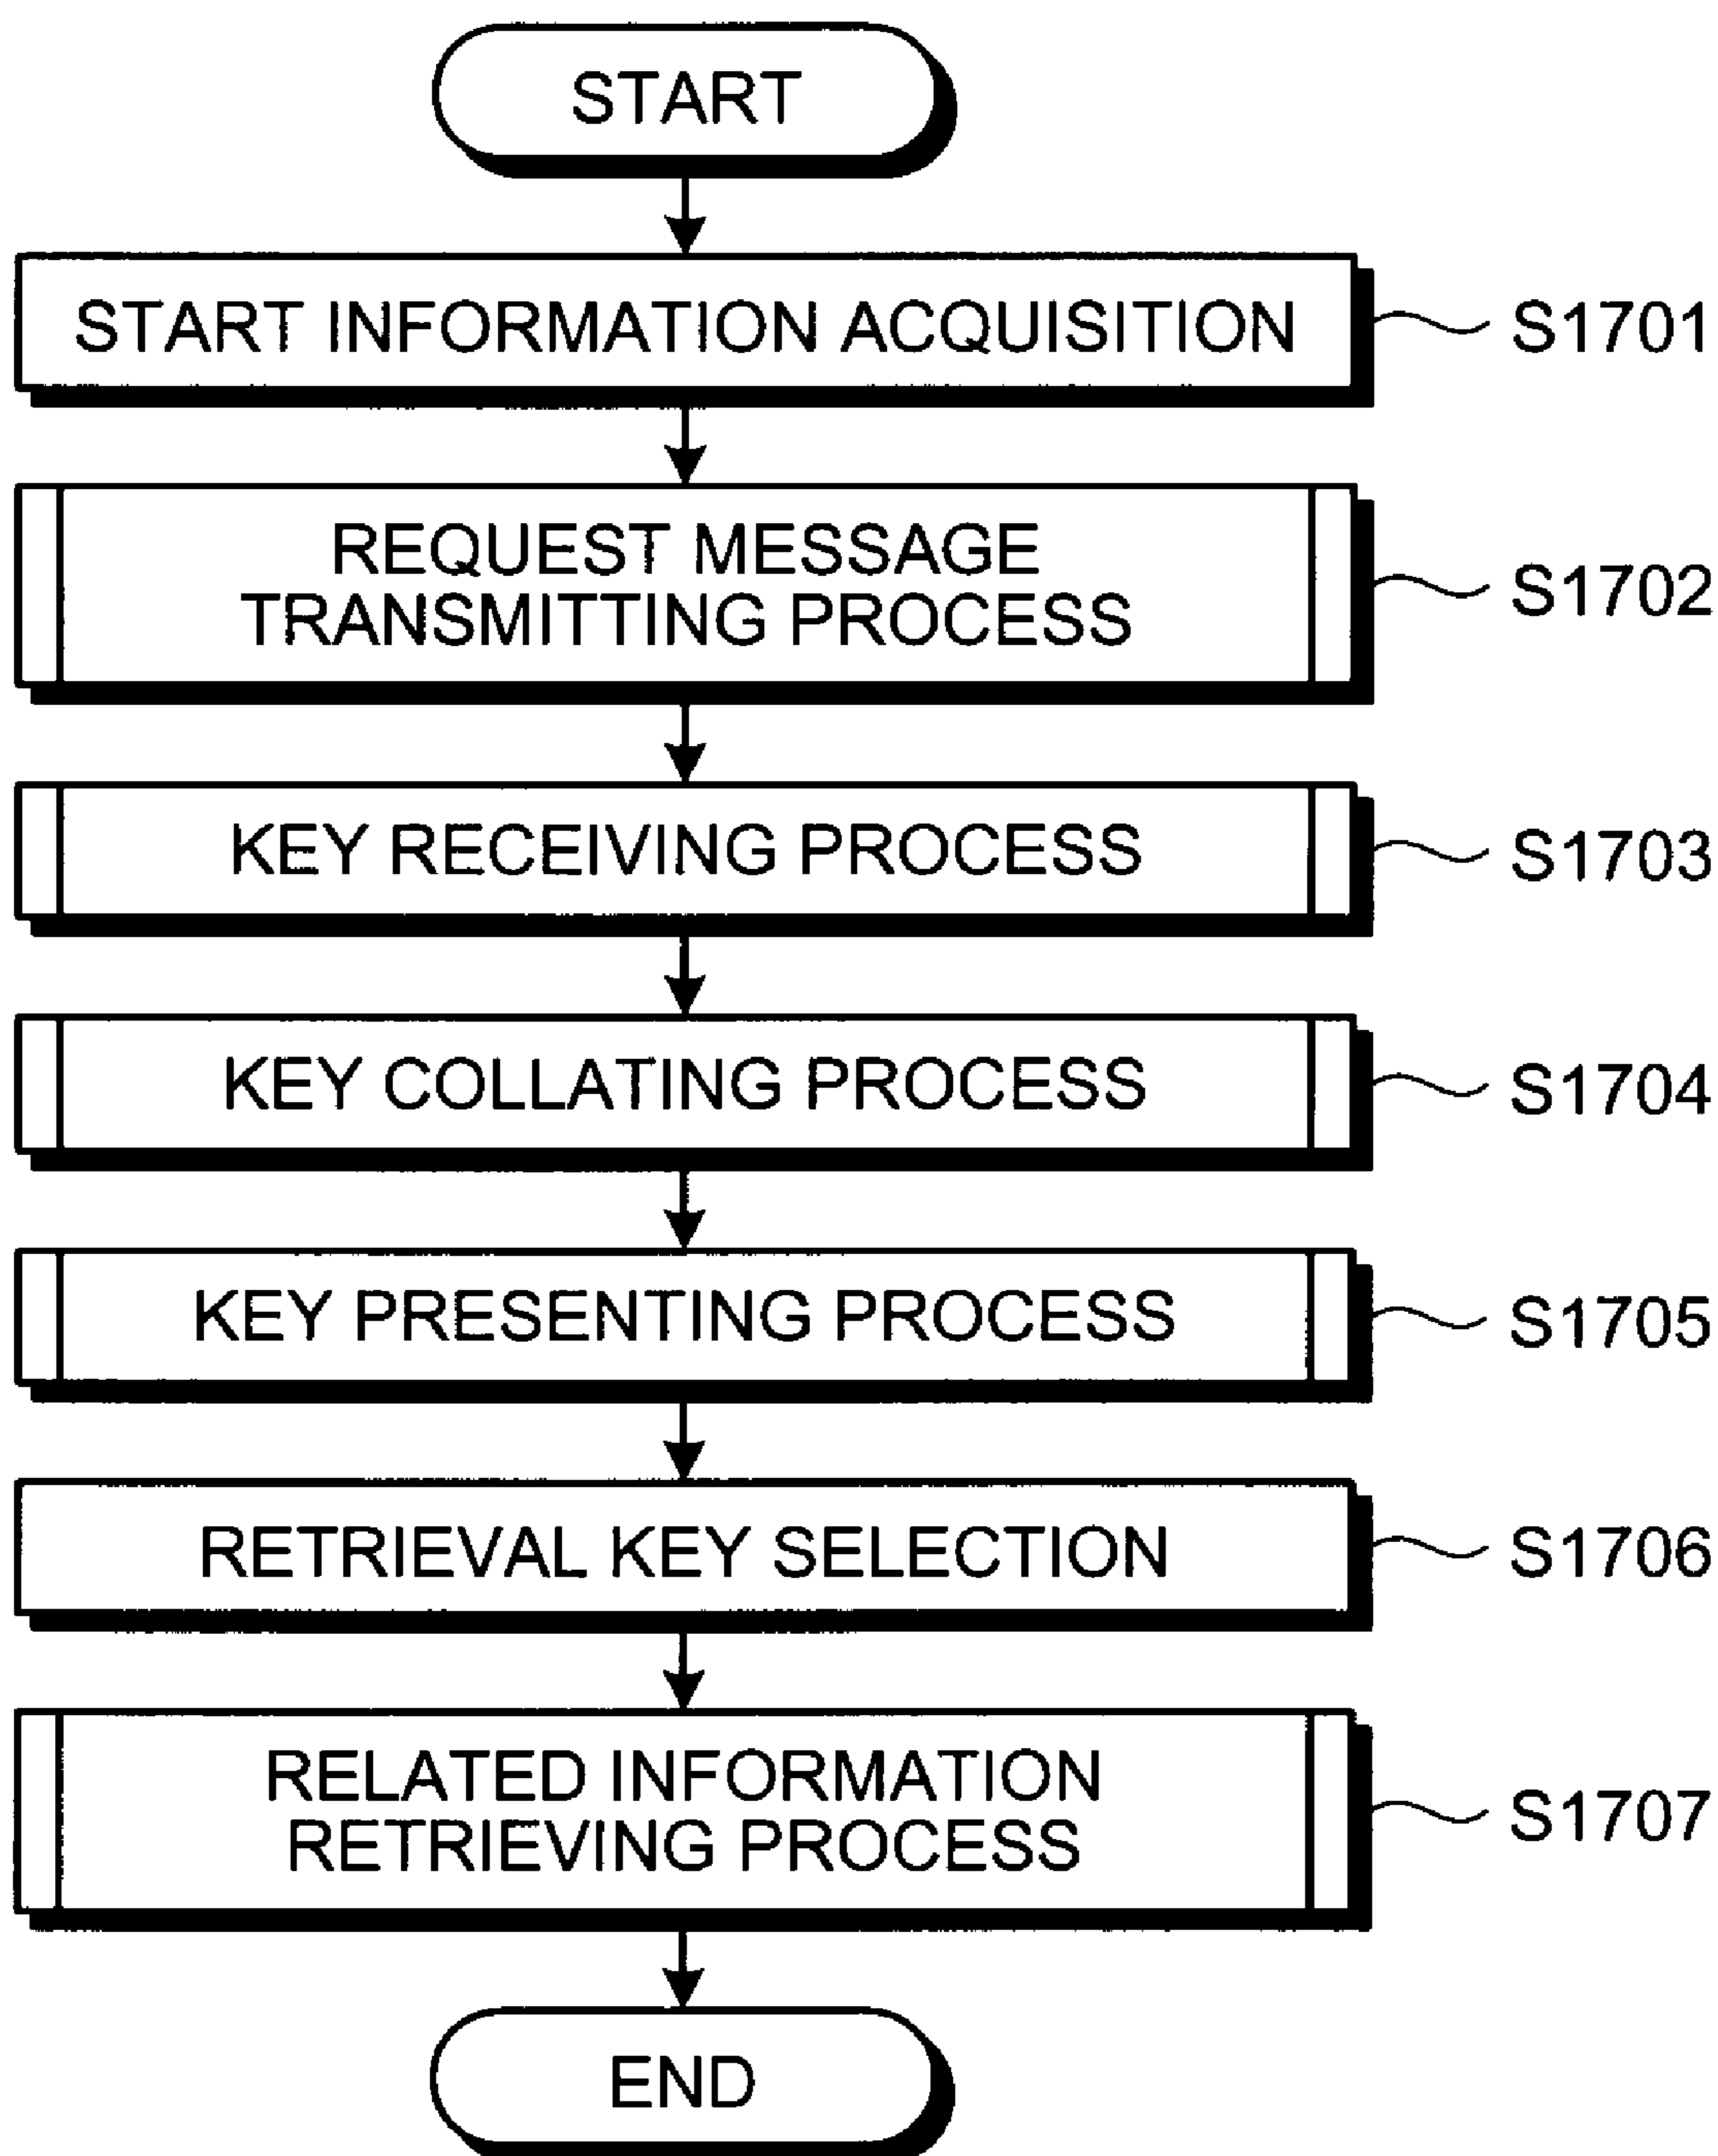 START
START INFORMATION ACQUISITION
S1701
REQUEST MESSAGE
TRANSMITTING PROCESS
S1702
KEY RECEIVING PROCESS
S1703
KEY COLLATING PROCESS
S1704
KEY PRESENTING PROCESS
S1705
RETRIEVAL KEY SELECTION
S1706
RELATED INFORMATION
RETRIEVING PROCESS
S1707
END